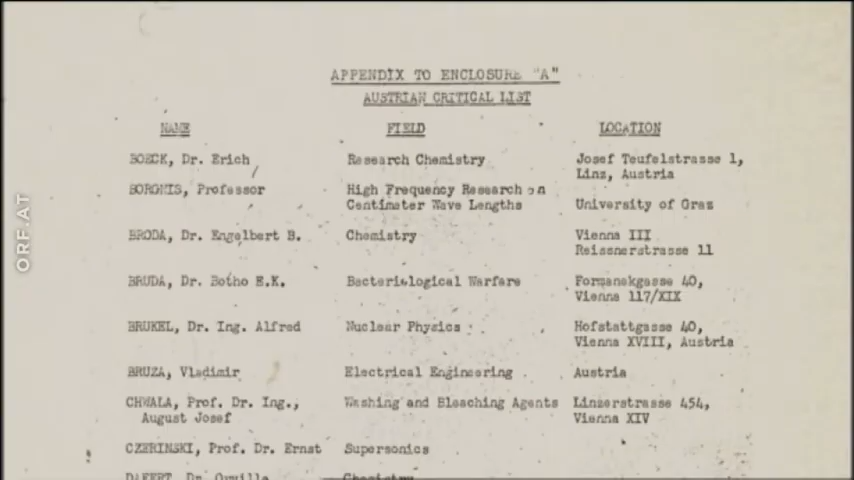 APPENDIX TO ENCLOSURE "A"
AUSTRIAN CRITICAL LIST
NAME FIELD LOCATION
BOECK, Dr. Erich Research Chemistry Josef Teufelstrasse 1,
Linz, Austria
BORGNIS, Professor High Frequency Research on
Centimeter Wave Lengths University of Graz
BRODA, Dr. Engelbert B. Chemistry Vienna III
Reissnerstrasse 11
BRUDA, Dr. Botho E.K. Bacteriological Warfare Formanekgasse 40,
Vienna 117/XIX
BRUKEL, Dr. Ing. Alfred Nuclear Physics Hofstattgasse 40,
Vienna XVIII, Austria
BRUZA, Vladimir Electrical Engineering Austria
CHWALA, Prof. Dr. Ing., Washing and Bleaching Agents Linzerstrasse 454,
August Josef Vienna XIV
CZERINSKI, Prof. Dr. Ernst Supersonics
DAFERT, Dr. Chemistry
ORF.AT